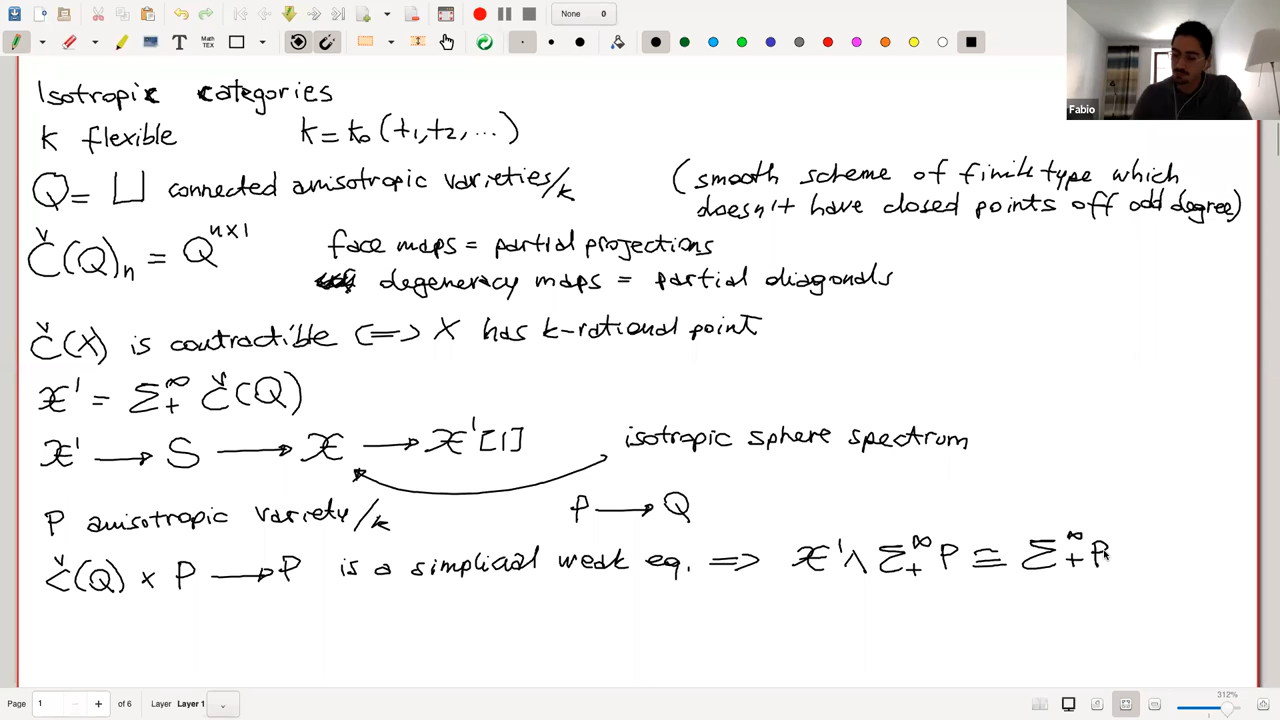 None 0
Fabio
Isotropic categories
k flexible k = k₀(t₁,t₂,...)
Q = ⨆ connected anisotropic varieties/k (smooth scheme of finite type which
doesn't have closed points off odd degree)
Č(Q)ₙ = Q^{n×1} face maps = partial projections
degeneracy maps = partial diagonals
Č(X) is contractible <=> X has k-rational point
𝒳' = Σ₊^∞ Č(Q)
𝒳' → S → 𝒳 → 𝒳'[1] isotropic sphere spectrum
P anisotropic variety/k P → Q
Č(Q) × P → P is a simplicial weak eq. => 𝒳' ∧ Σ₊^∞ P ≅ Σ₊^∞ P
Page 1 of 6 Layer Layer 1 312%